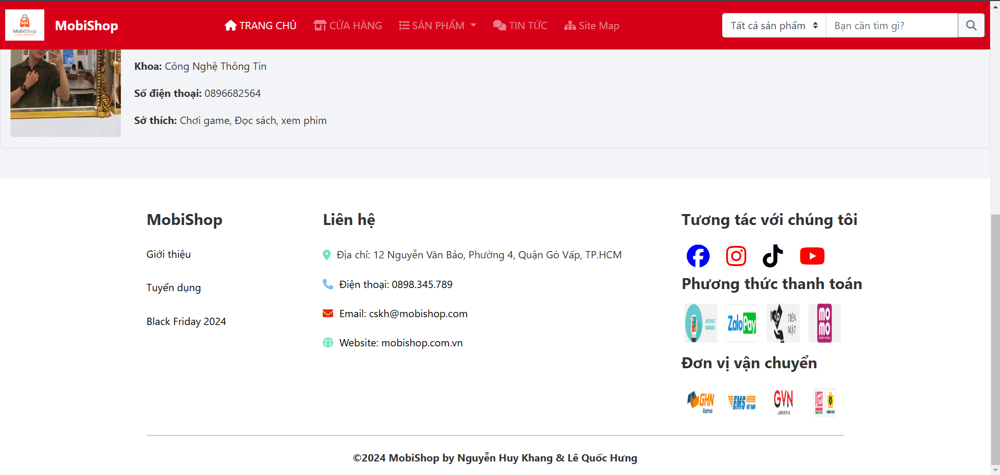 MobiShop
MobiShop
TRANG CHỦ
CỬA HÀNG
SẢN PHẨM
TIN TỨC
Site Map
Tất cả sản phẩm
Bạn cần tìm gì?
Khoa: Công Nghệ Thông Tin
Số điện thoại: 0896682564
Sở thích: Chơi game, Đọc sách, xem phim
MobiShop
Giới thiệu
Tuyển dụng
Black Friday 2024
Liên hệ
Địa chỉ: 12 Nguyễn Văn Bảo, Phường 4, Quận Gò Vấp, TP.HCM
Điện thoại: 0898.345.789
Email: cskh@mobishop.com
Website: mobishop.com.vn
Tương tác với chúng tôi
Phương thức thanh toán
INTERNET
BANKING
ZaloPay
TIỀN
MẶT
MO
MO
Đơn vị vận chuyển
GHN
Express
EMS
VIET NAM
GVN
LOGISTIC
©2024 MobiShop by Nguyễn Huy Khang & Lê Quốc Hưng